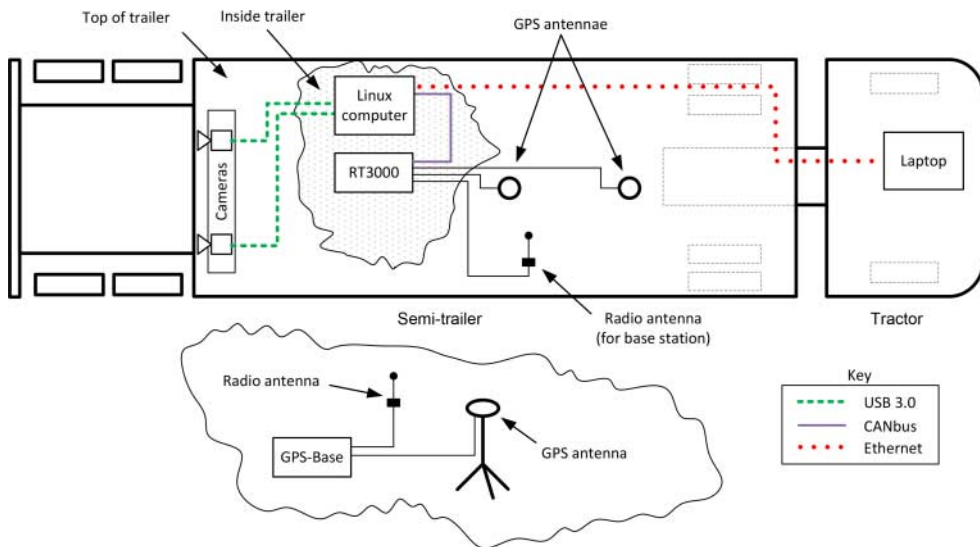 Top of trailer
Inside trailer
GPS antennae
Linux
computer
RT3000
Cameras
Laptop
Semi-trailer
Radio antenna
(for base station)
Tractor
Radio antenna
GPS-Base
GPS antenna
Key
USB 3.0
CANbus
Ethernet